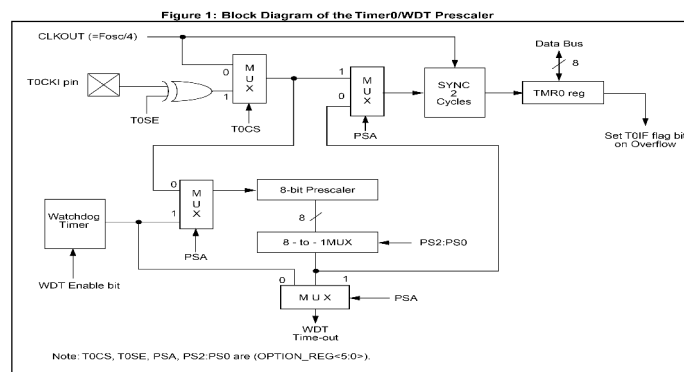 Figure 1: Block Diagram of the Timer0/WDT Prescaler
CLKOUT (=Fosc/4)
Data Bus
8
T0CKI pin
0
1
M
U
X
1
0
M
U
X
SYNC
2
Cycles
TMR0 reg
T0SE
T0CS
PSA
Set T0IF flag bit
on Overflow
0
1
M
U
X
8-bit Prescaler
Watchdog
Timer
8
PSA
8 - to - 1MUX
PS2:PS0
WDT Enable bit
0
1
M U X
PSA
WDT
Time-out
Note: T0CS, T0SE, PSA, PS2:PS0 are (OPTION_REG<5:0>).